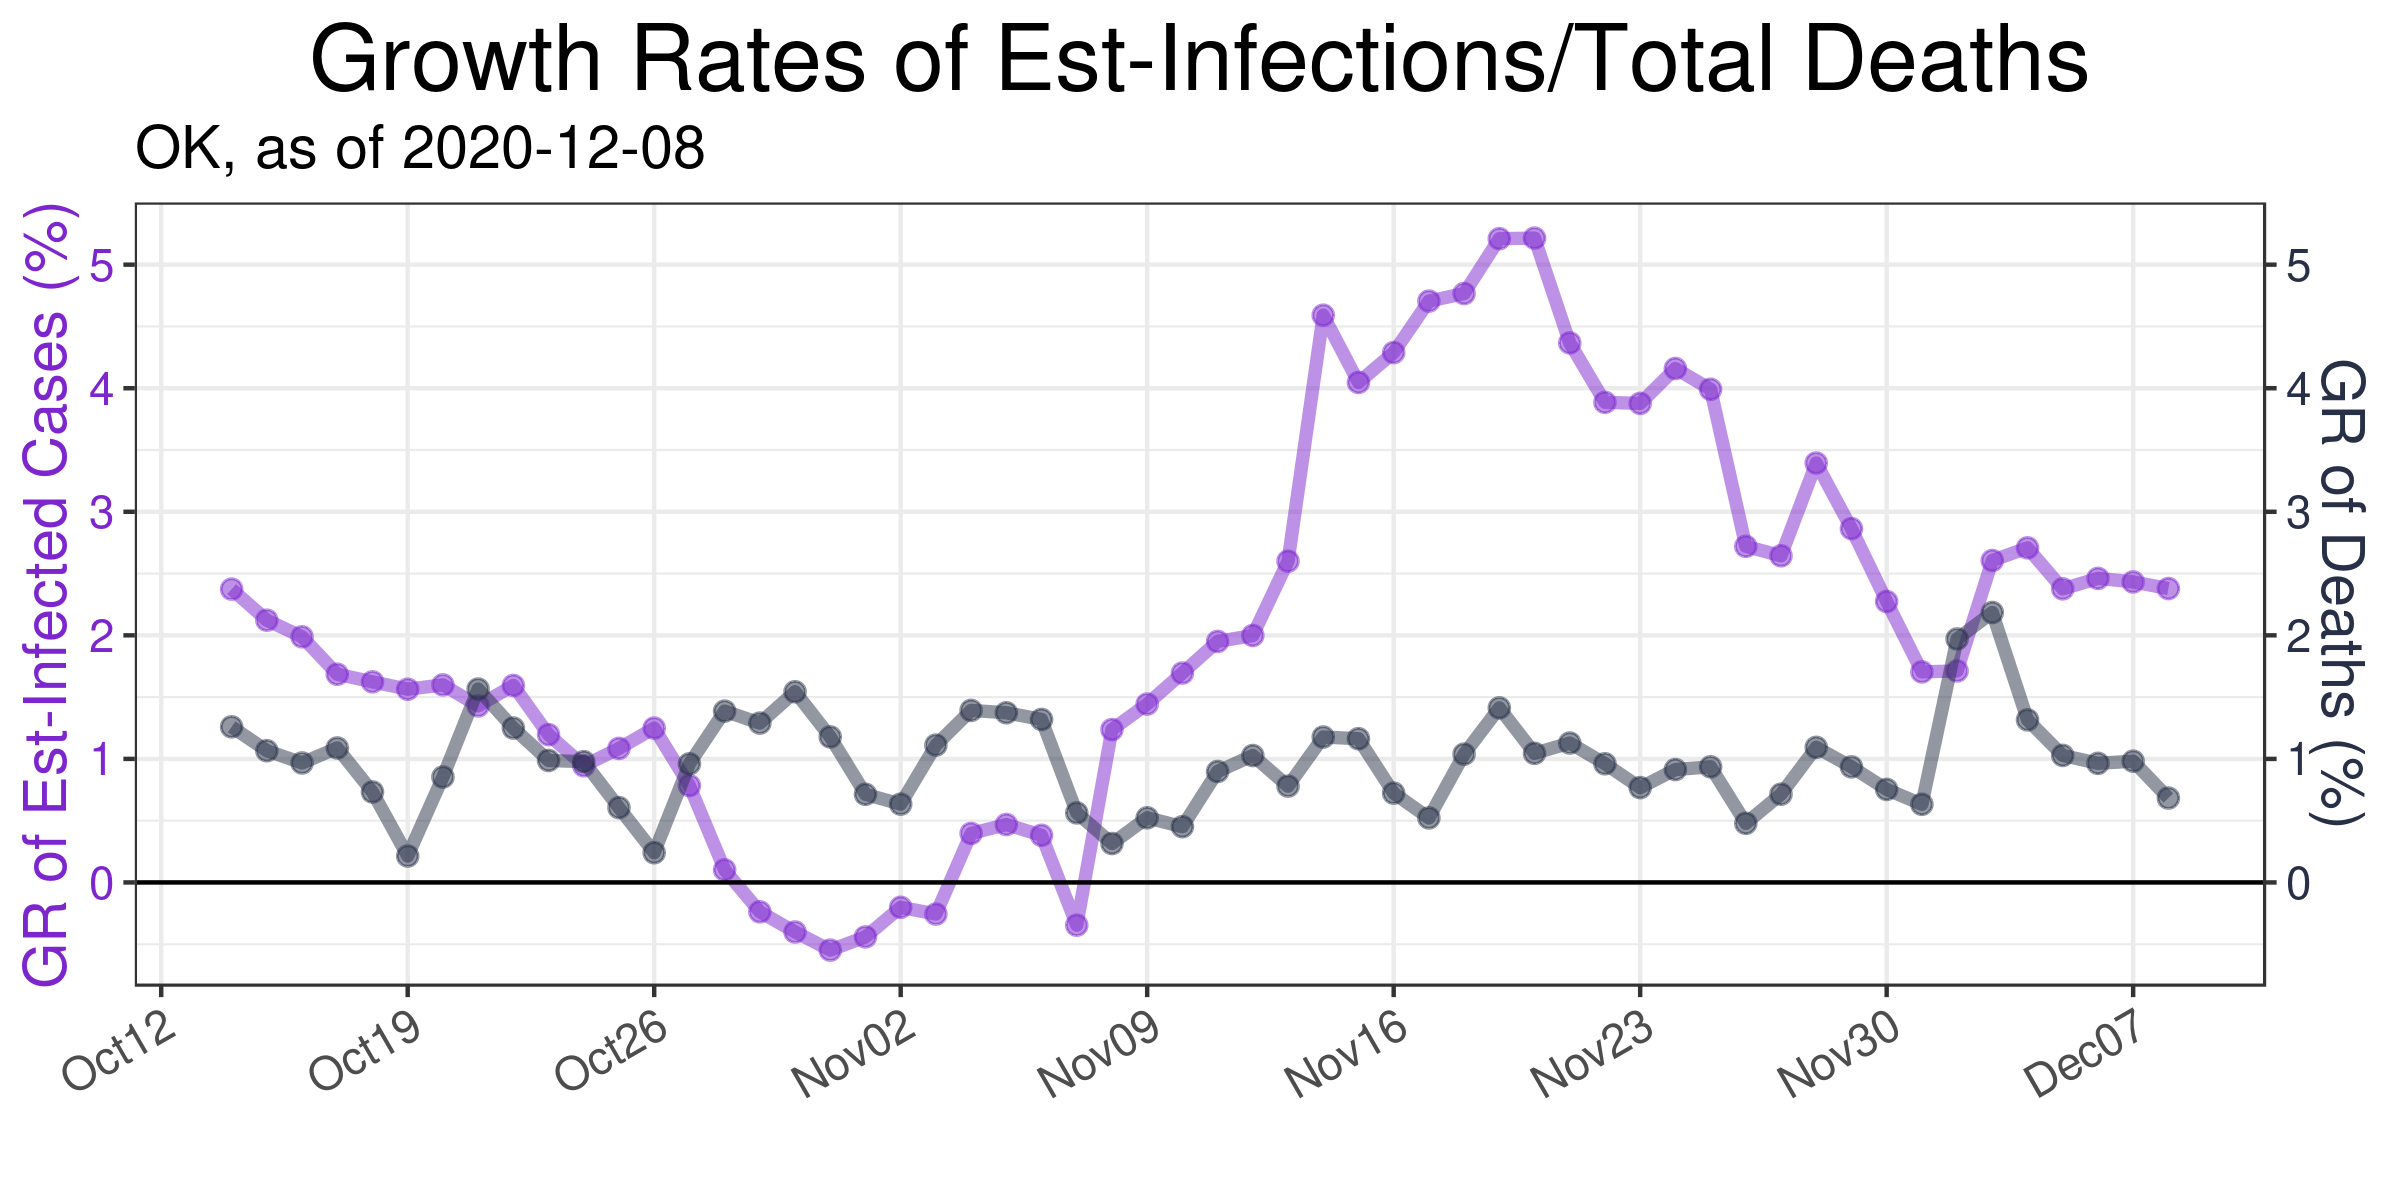 Growth Rates of Est-Infections/Total Deaths
OK, as of 2020-12-08
GR of Est-Infected Cases (%)
5
4
3
2
1
0
5
4
3
2
1
0
GR of Deaths (%)
Oct12
Oct19
Oct26
Nov02
Nov09
Nov16
Nov23
Nov30
Dec07